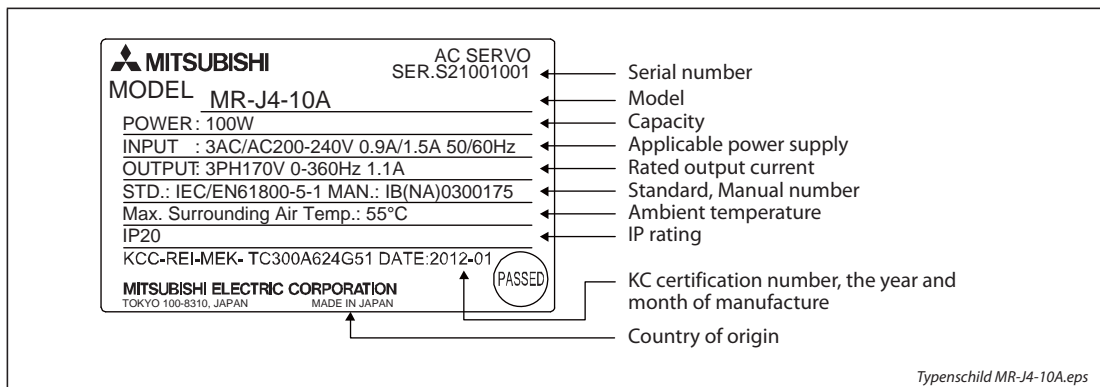 MITSUBISHI
AC SERVO
SER.S21001001
MODEL MR-J4-10A
POWER : 100W
INPUT : 3AC/AC200-240V 0.9A/1.5A 50/60Hz
OUTPUT: 3PH170V 0-360Hz 1.1A
STD.: IEC/EN61800-5-1 MAN.: IB(NA)0300175
Max. Surrounding Air Temp.: 55°C
IP20
KCC-REI-MEK- TC300A624G51 DATE:2012-01
PASSED
MITSUBISHI ELECTRIC CORPORATION
TOKYO 100-8310, JAPAN MADE IN JAPAN
Serial number
Model
Capacity
Applicable power supply
Rated output current
Standard, Manual number
Ambient temperature
IP rating
KC certification number, the year and
month of manufacture
Country of origin
Typenschild MR-J4-10A.eps